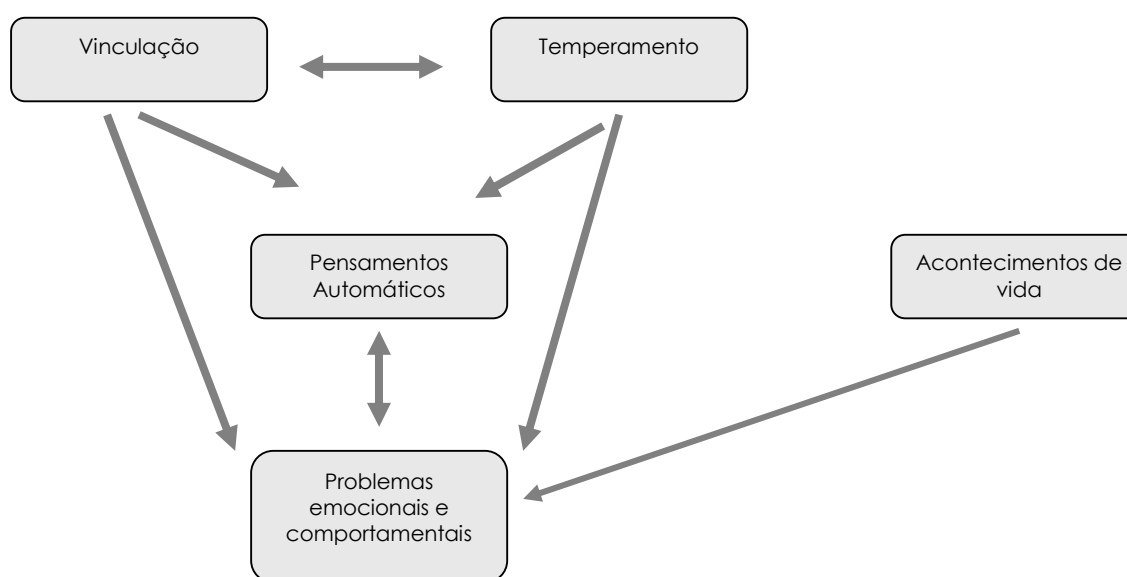 Vinculação
Temperamento
Pensamentos
Automáticos
Acontecimentos de
vida
Problemas
emocionais e
comportamentais